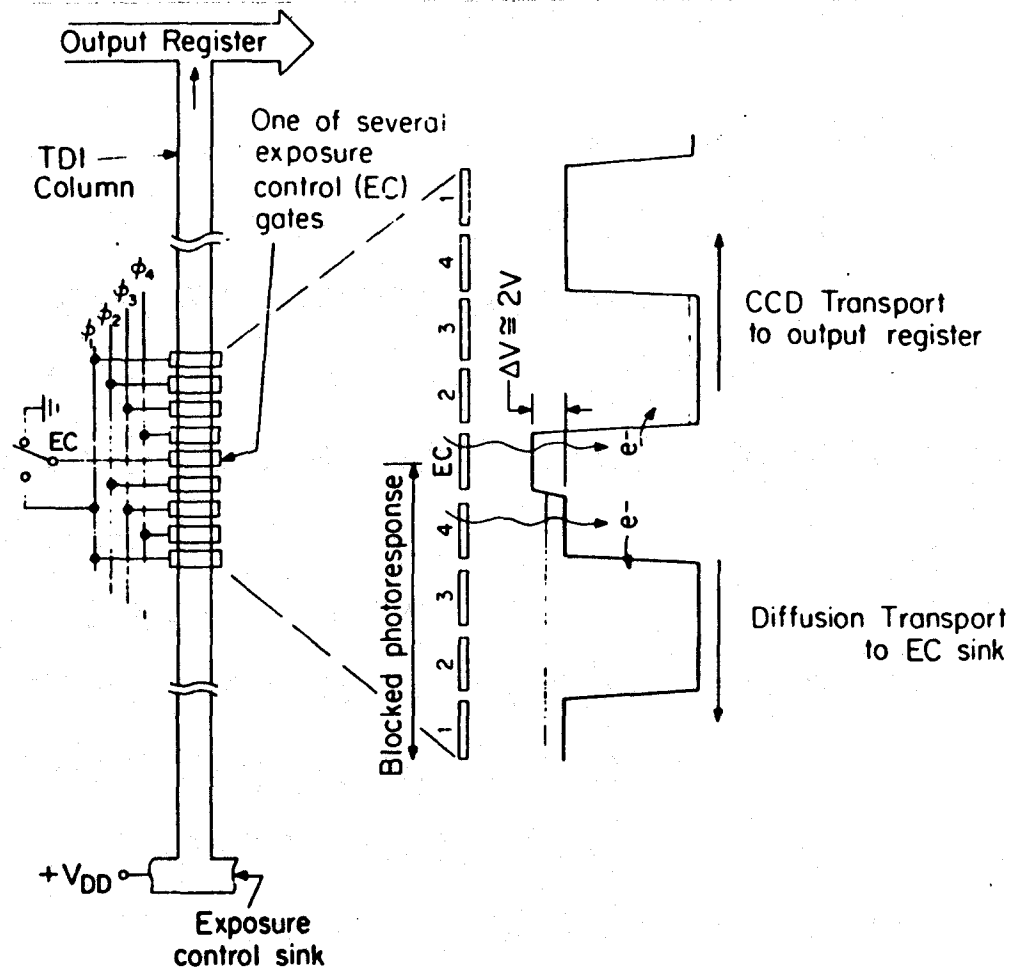 Output Register
TDI
Column
One of several
exposure
control (EC)
gates
ϕ1
ϕ2
ϕ3
ϕ4
EC
1
4
3
2
EC
4
3
2
1
ΔV ≅ 2V
e-
e-
Blocked photoresponse
CCD Transport
to output register
Diffusion Transport
to EC sink
+VDD
Exposure
control sink